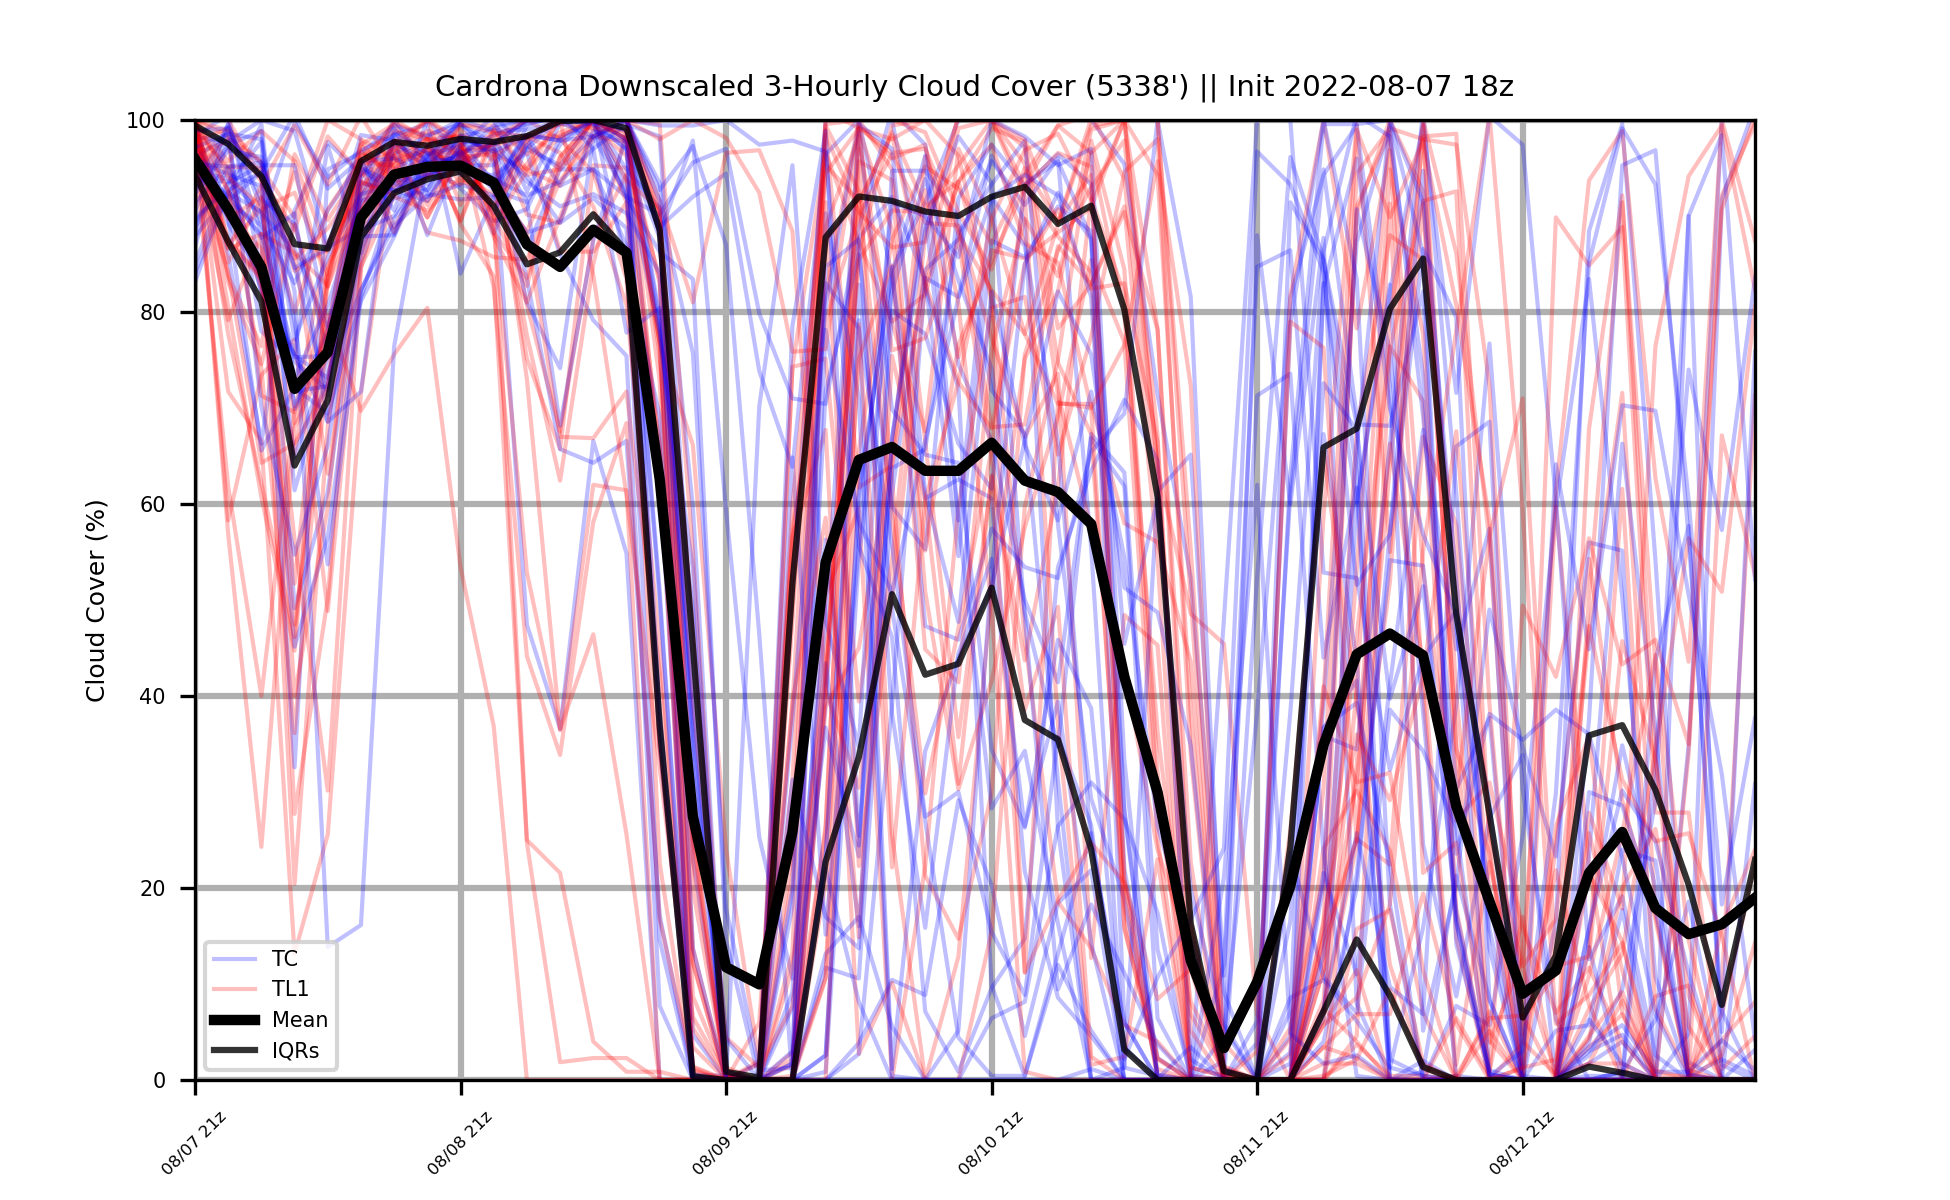 Cardrona Downscaled 3-Hourly Cloud Cover (5338') || Init 2022-08-07 18z
Cloud Cover (%)
100
80
60
40
20
0
TC
TL1
Mean
IQRs
08/07 21z
08/08 21z
08/09 21z
08/10 21z
08/11 21z
08/12 21z